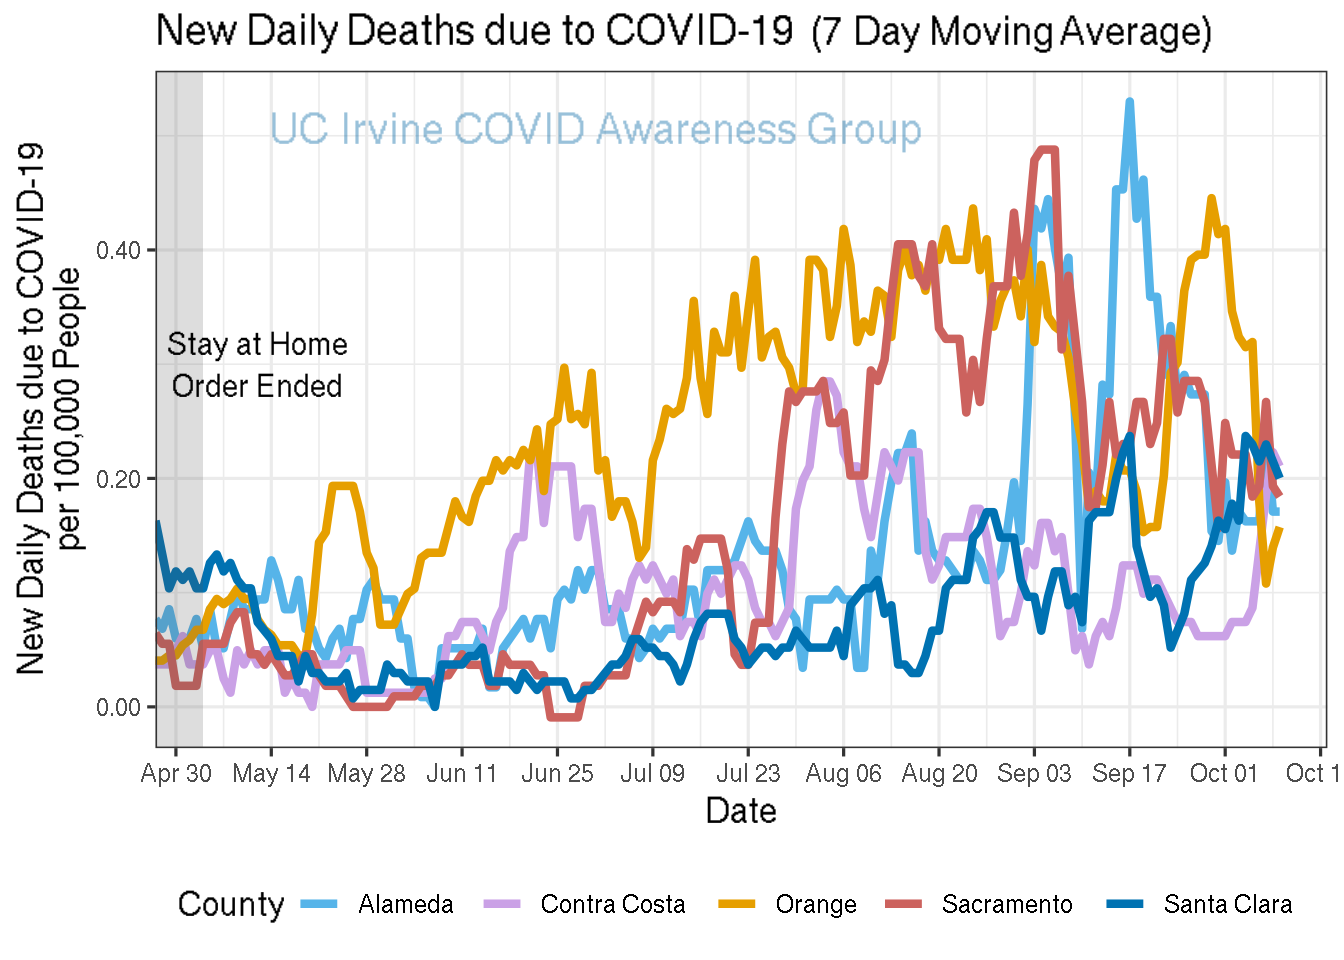 New Daily Deaths due to COVID-19 (7 Day Moving Average)
UC Irvine COVID Awareness Group
New Daily Deaths due to COVID-19
per 100,000 People
0.40
0.20
0.00
Stay at Home
Order Ended
Apr 30 May 14 May 28 Jun 11 Jun 25 Jul 09 Jul 23 Aug 06 Aug 20 Sep 03 Sep 17 Oct 01 Oct 1
Date
County Alameda Contra Costa Orange Sacramento Santa Clara